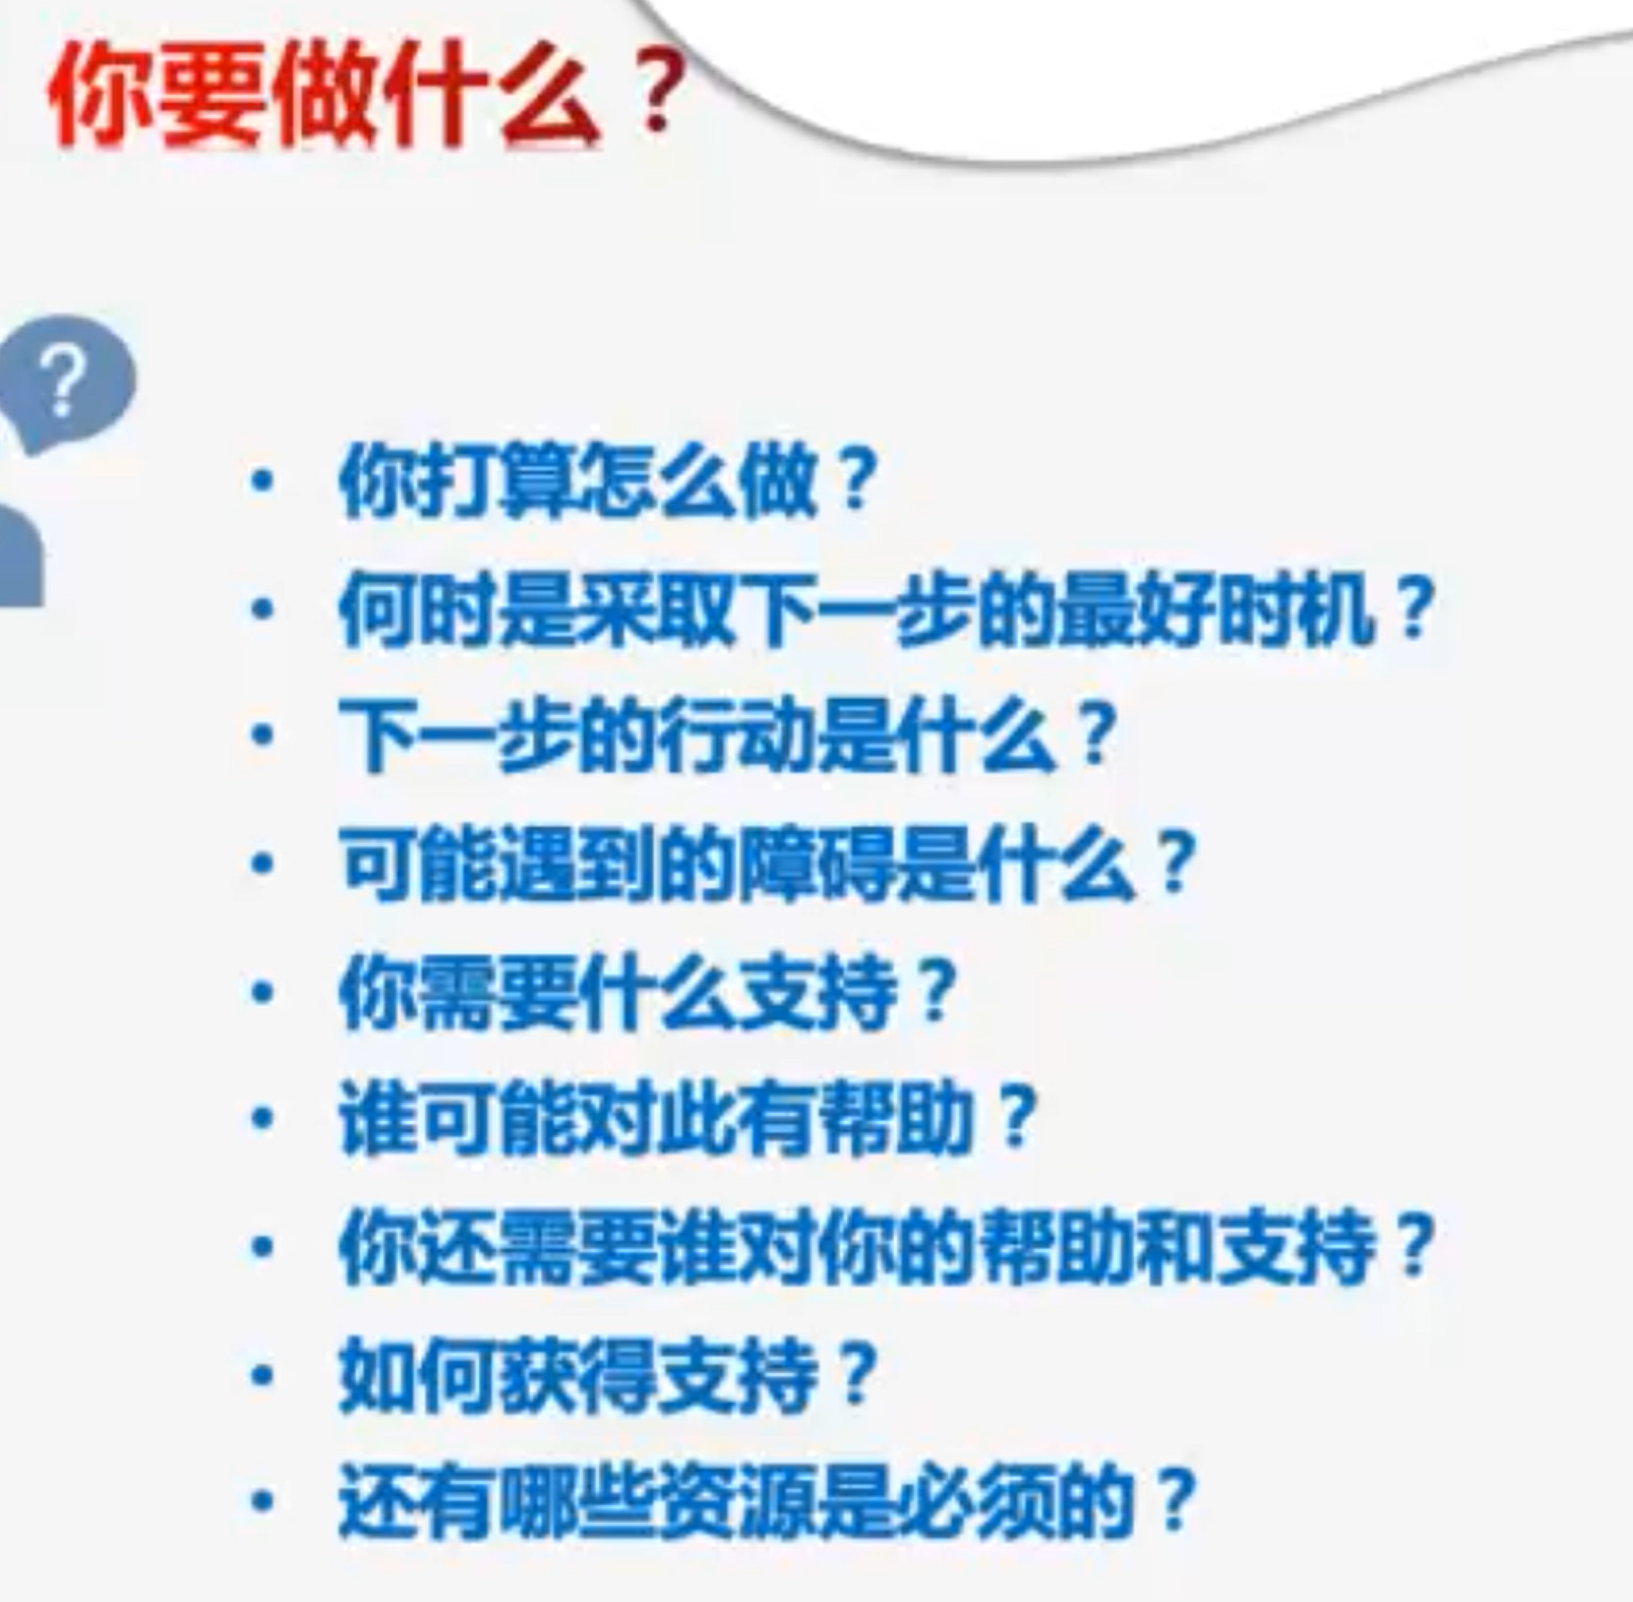 你要做什么？
?
• 你打算怎么做？
• 何时是采取下一步的最好时机？
• 下一步的行动是什么？
• 可能遇到的障碍是什么？
• 你需要什么支持？
• 谁可能对此有帮助？
• 你还需要谁对你的帮助和支持？
• 如何获得支持？
• 还有哪些资源是必须的？